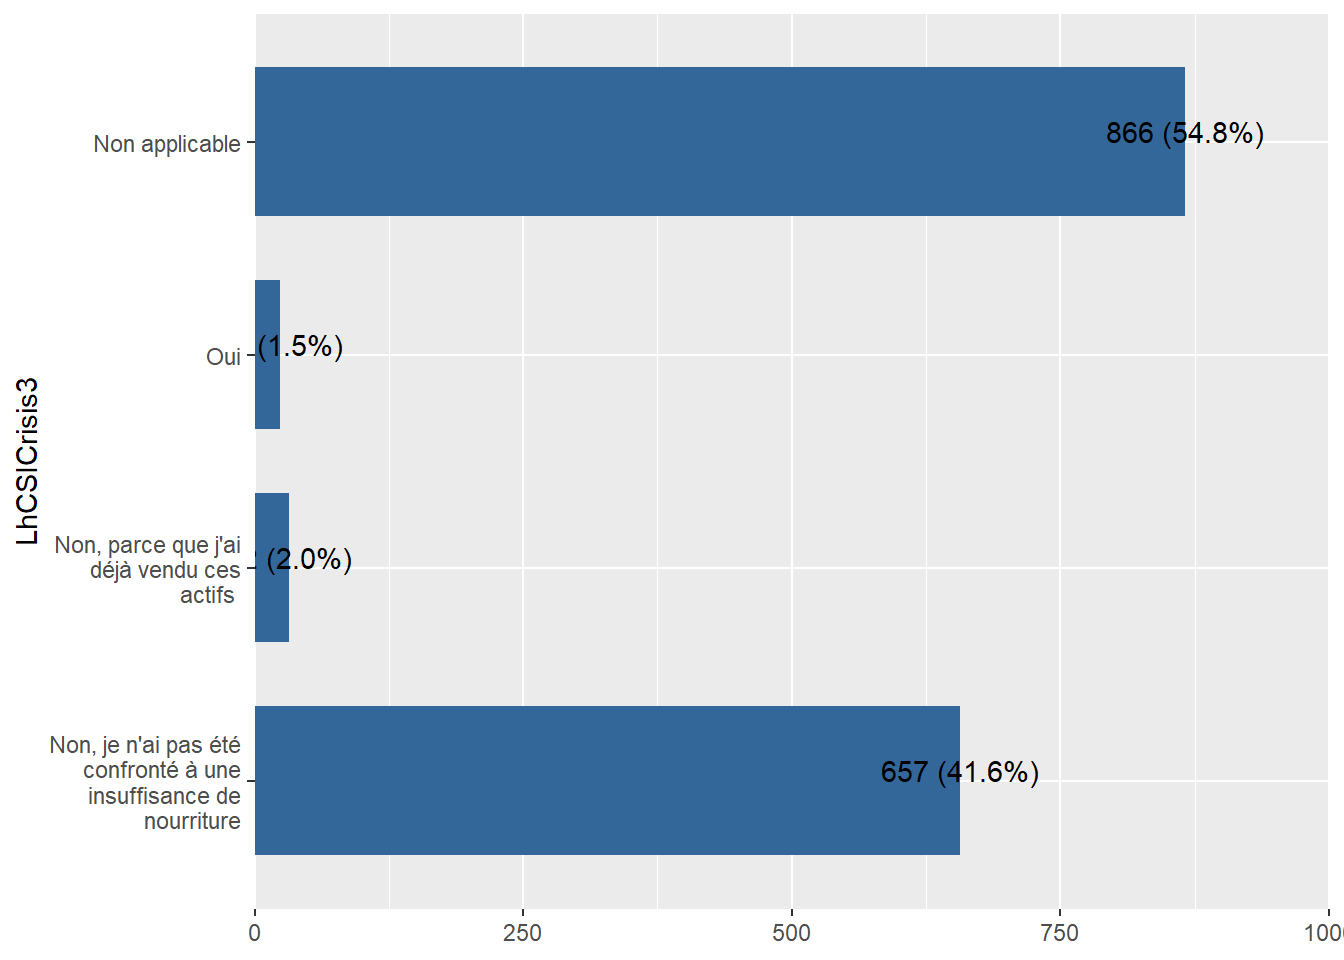 LhCSICrisis3
Non applicable
866 (54.8%)
Oui
(1.5%)
Non, parce que j'ai
déjà vendu ces
actifs
(2.0%)
Non, je n'ai pas été
confronté à une
insuffisance de
nourriture
657 (41.6%)
0
250
500
750